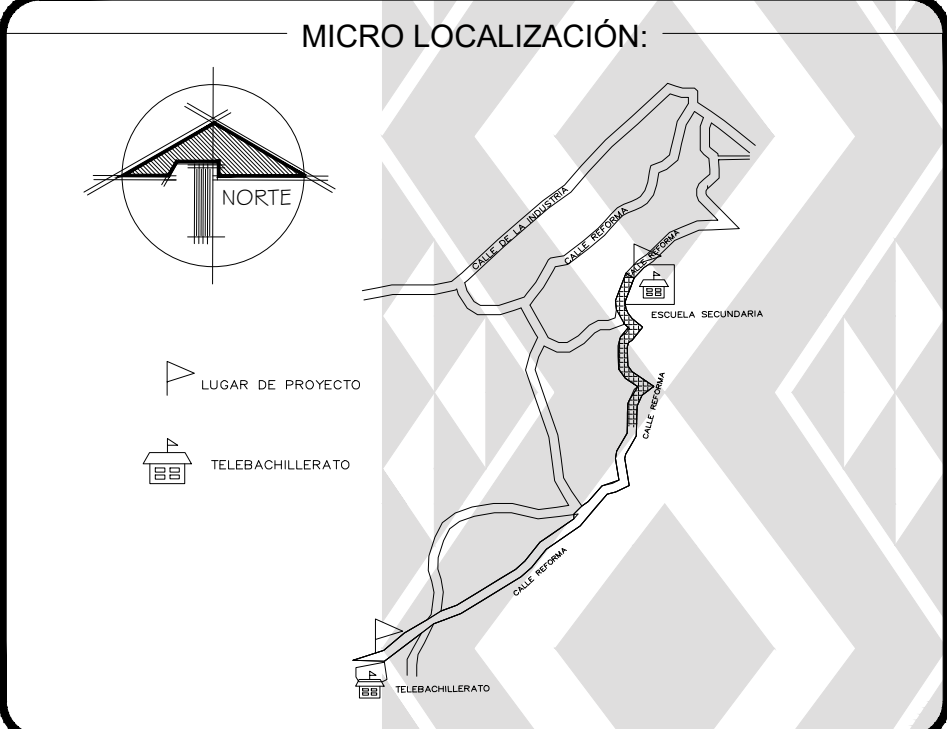 MICRO LOCALIZACIÓN:
NORTE
CALLE DE LA INDUSTRIA
CALLE REFORMA
CALLE REFORMA
ESCUELA SECUNDARIA
LUGAR DE PROYECTO
CALLE REFORMA
TELEBACHILLERATO
CALLE REFORMA
TELEBACHILLERATO